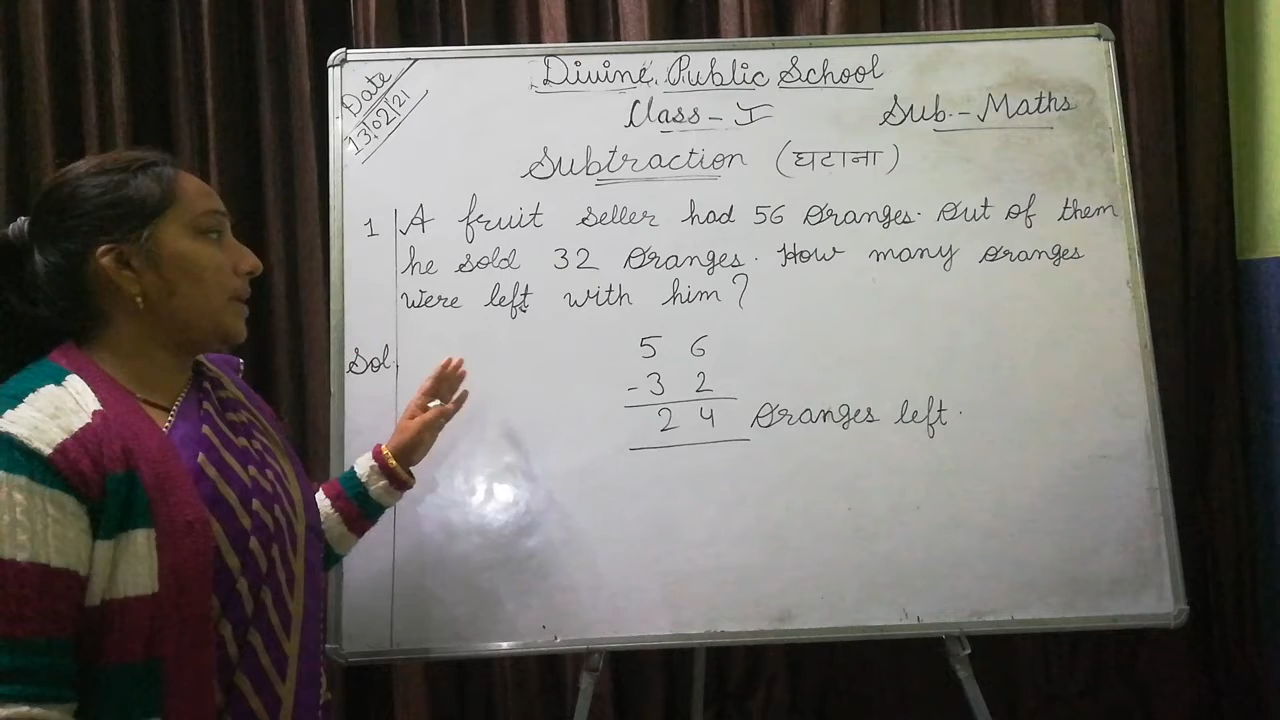 Date
13/02/21
Divine Public School
Class - I
Sub. - Maths
Subtraction (घटाना)
1 A fruit seller had 56 oranges. Out of them
he sold 32 oranges. How many oranges
were left with him?
Sol.
5 6
- 3 2
2 4 Oranges left.